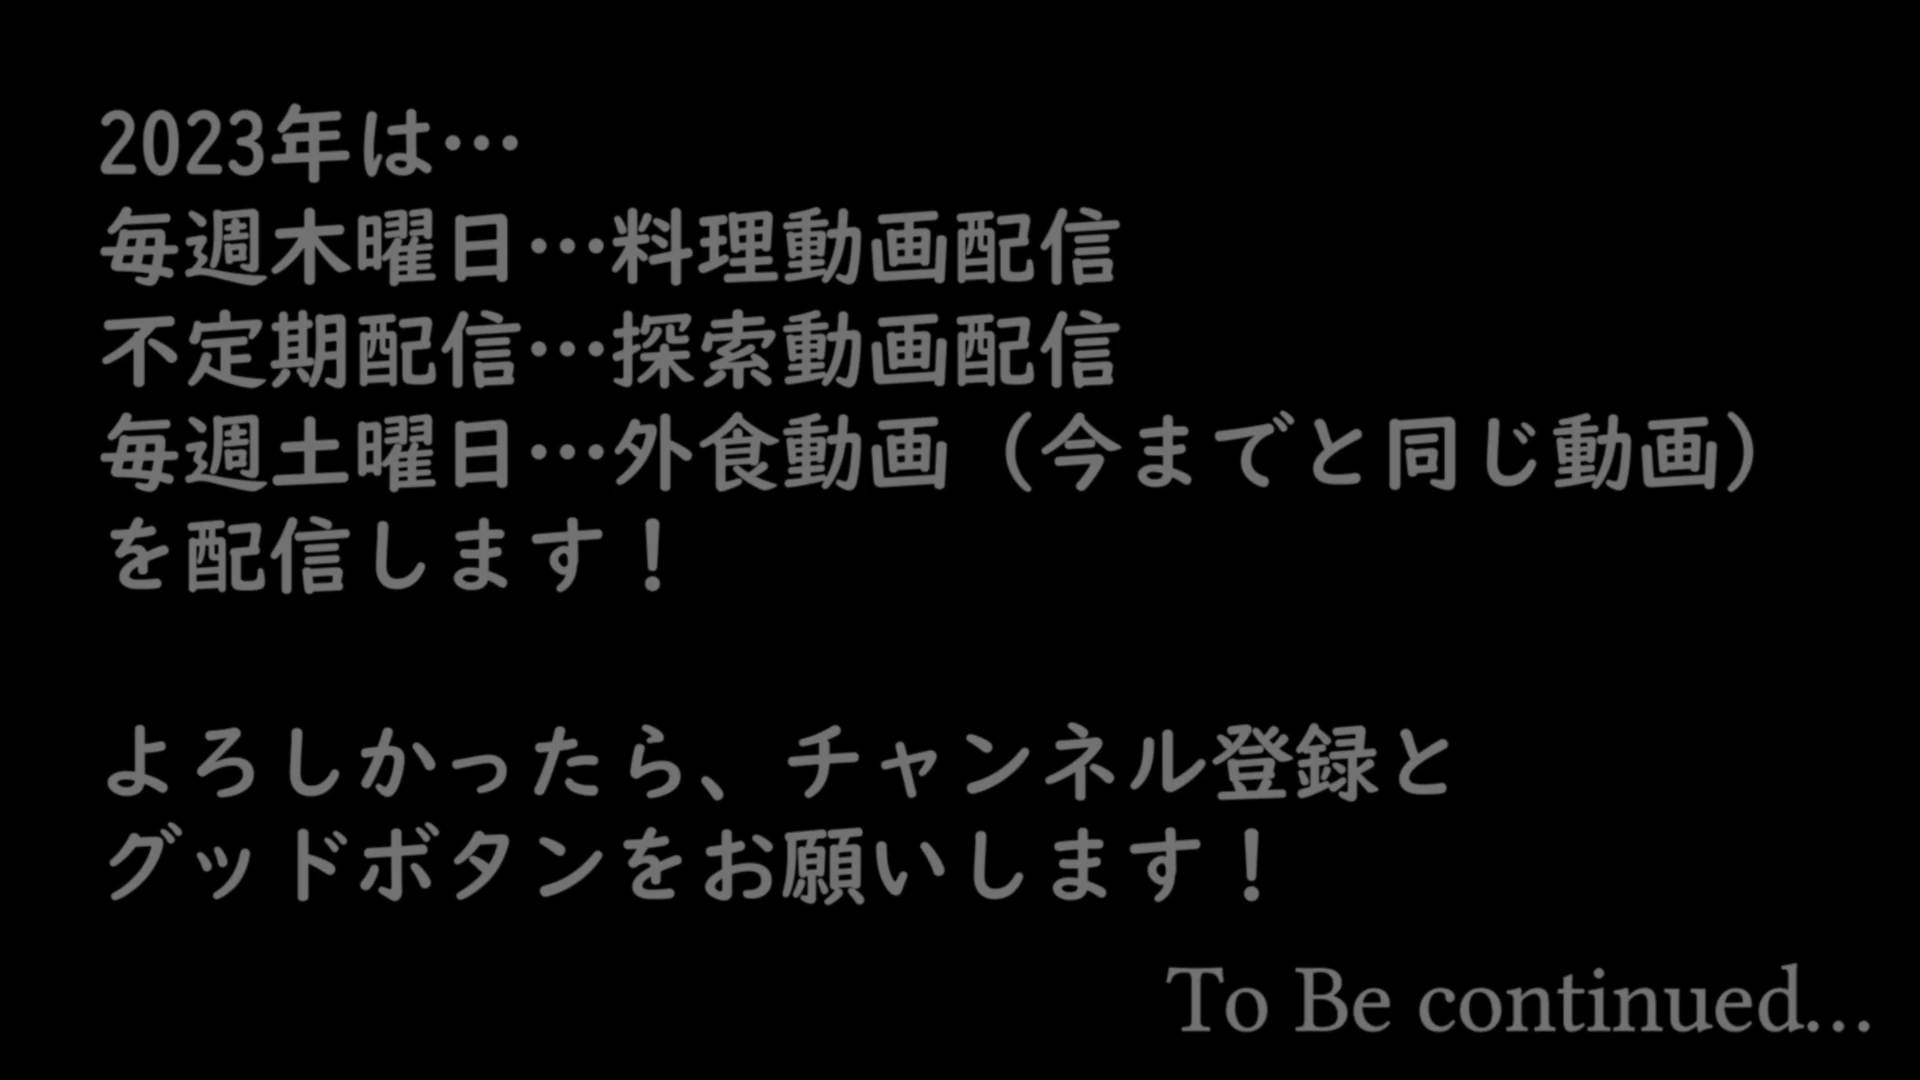 2023年は…
毎週木曜日…料理動画配信
不定期配信…探索動画配信
毎週土曜日…外食動画（今までと同じ動画）
を配信します！
よろしかったら、チャンネル登録と
グッドボタンをお願いします！
To Be continued...